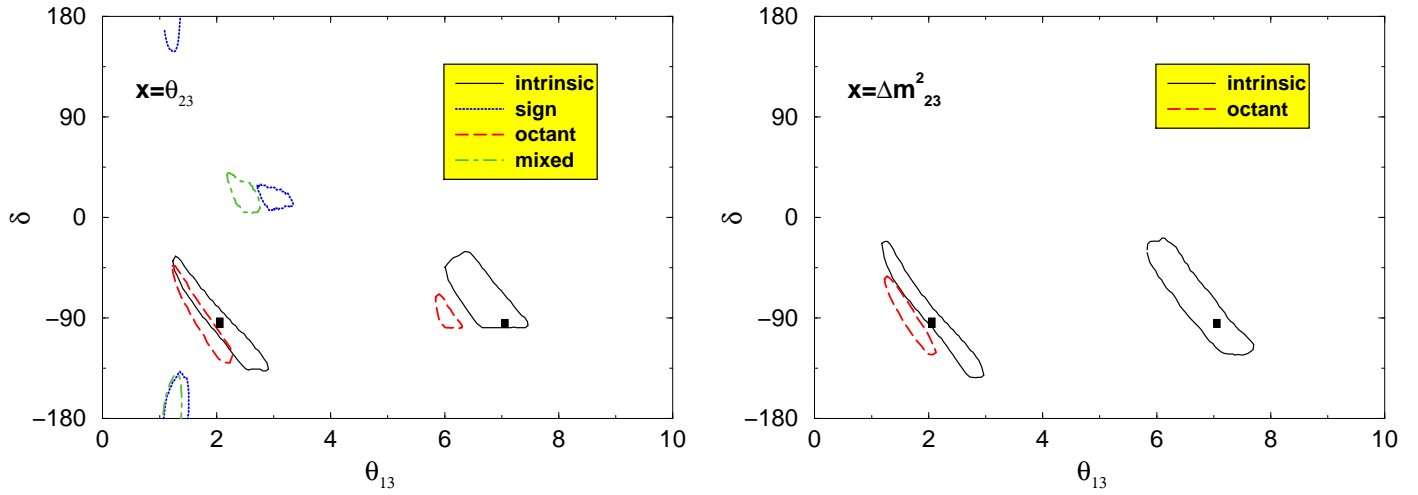 180
90
0
−90
−180
δ
x=θ23
intrinsic
sign
octant
mixed
0 2 4 6 8 10
θ13
180
90
0
−90
−180
δ
x=Δm²23
intrinsic
octant
0 2 4 6 8 10
θ13